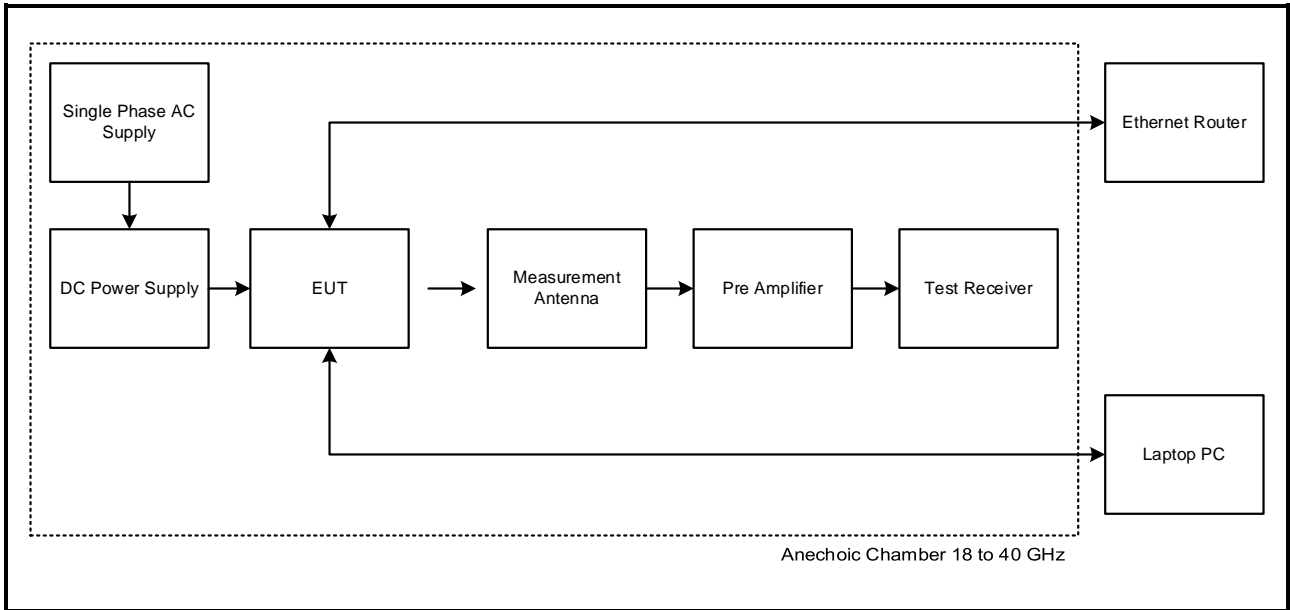 Single Phase AC
Supply
Ethernet Router
DC Power Supply
EUT
Measurement
Antenna
Pre Amplifier
Test Receiver
Laptop PC
Anechoic Chamber 18 to 40 GHz